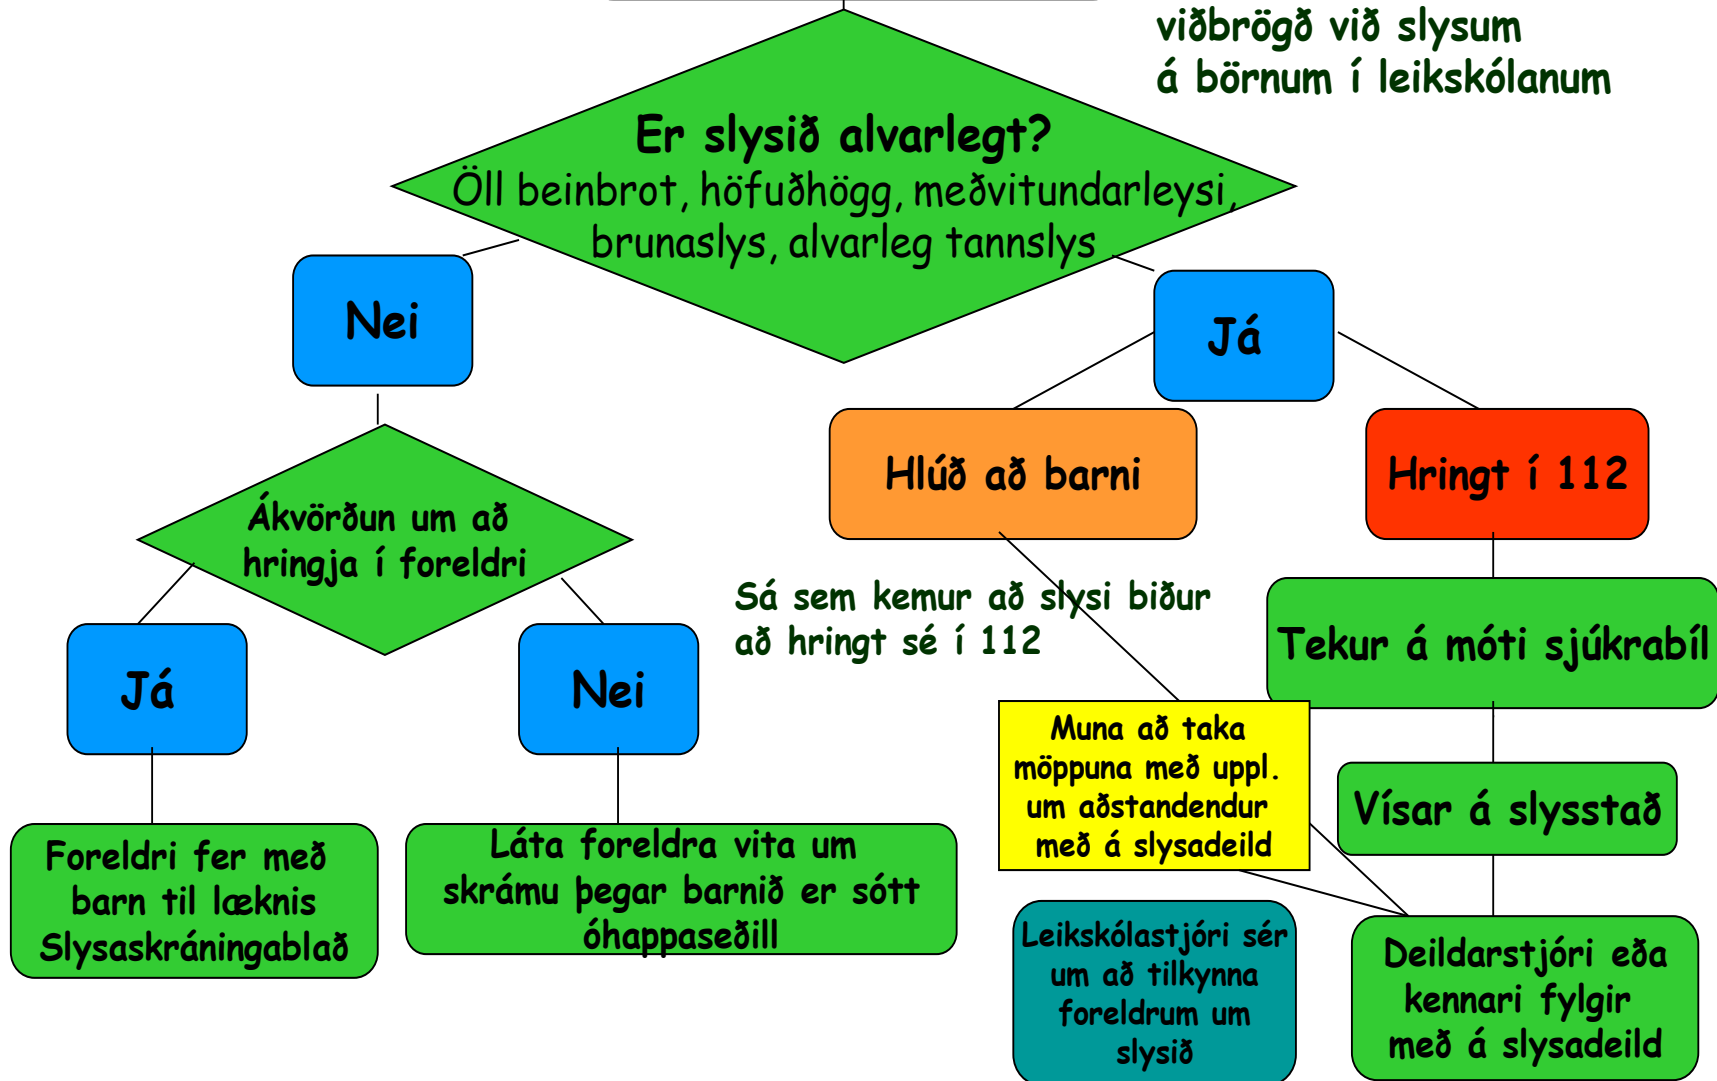 viðbrögð við slysum
á börnum í leikskólanum
Er slysið alvarlegt?
Öll beinbrot, höfuðhögg, meðvitundarleysi,
brunaslys, alvarleg tannslys
Nei
Já
Hlúð að barni
Hringt í 112
Ákvörðun um að
hringja í foreldri
Sá sem kemur að slysi biður
að hringt sé í 112
Tekur á móti sjúkrabíl
Já
Nei
Muna að taka
möppuna með uppl.
um aðstandendur
með á slysadeild
Vísar á slysstað
Foreldri fer með
barn til læknis
Slysaskráningablað
Láta foreldra vita um
skrámu þegar barnið er sótt
óhappaseðill
Leikskólastjóri sér
um að tilkynna
foreldrum um
slysið
Deildarstjóri eða
kennari fylgir
með á slysadeild